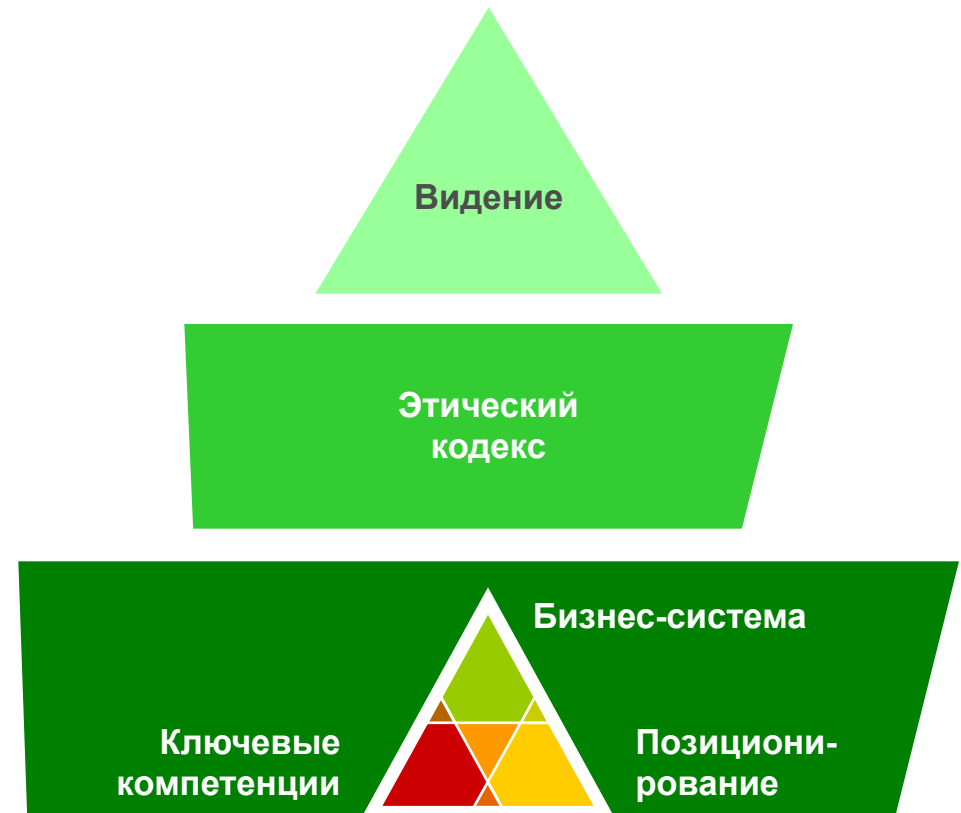 Видение
Этический
кодекс
Бизнес-система
Ключевые
компетенции
Позициони-
рование